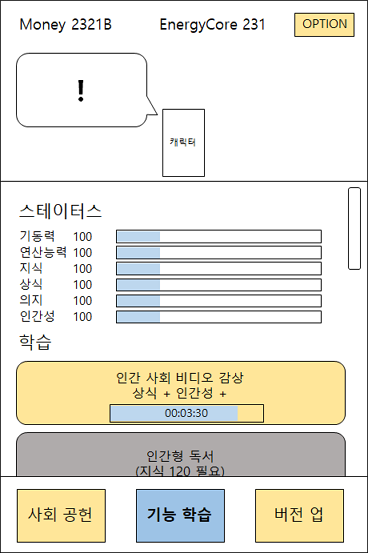 Money 2321B EnergyCore 231 OPTION
!
캐릭터
스테이터스
기동력 100
연산능력 100
지식 100
상식 100
의지 100
인간성 100
학습
인간 사회 비디오 감상
상식 + 인간성 +
00:03:30
인간형 독서
(지식 120 필요)
사회 공헌 기능 학습 버전 업